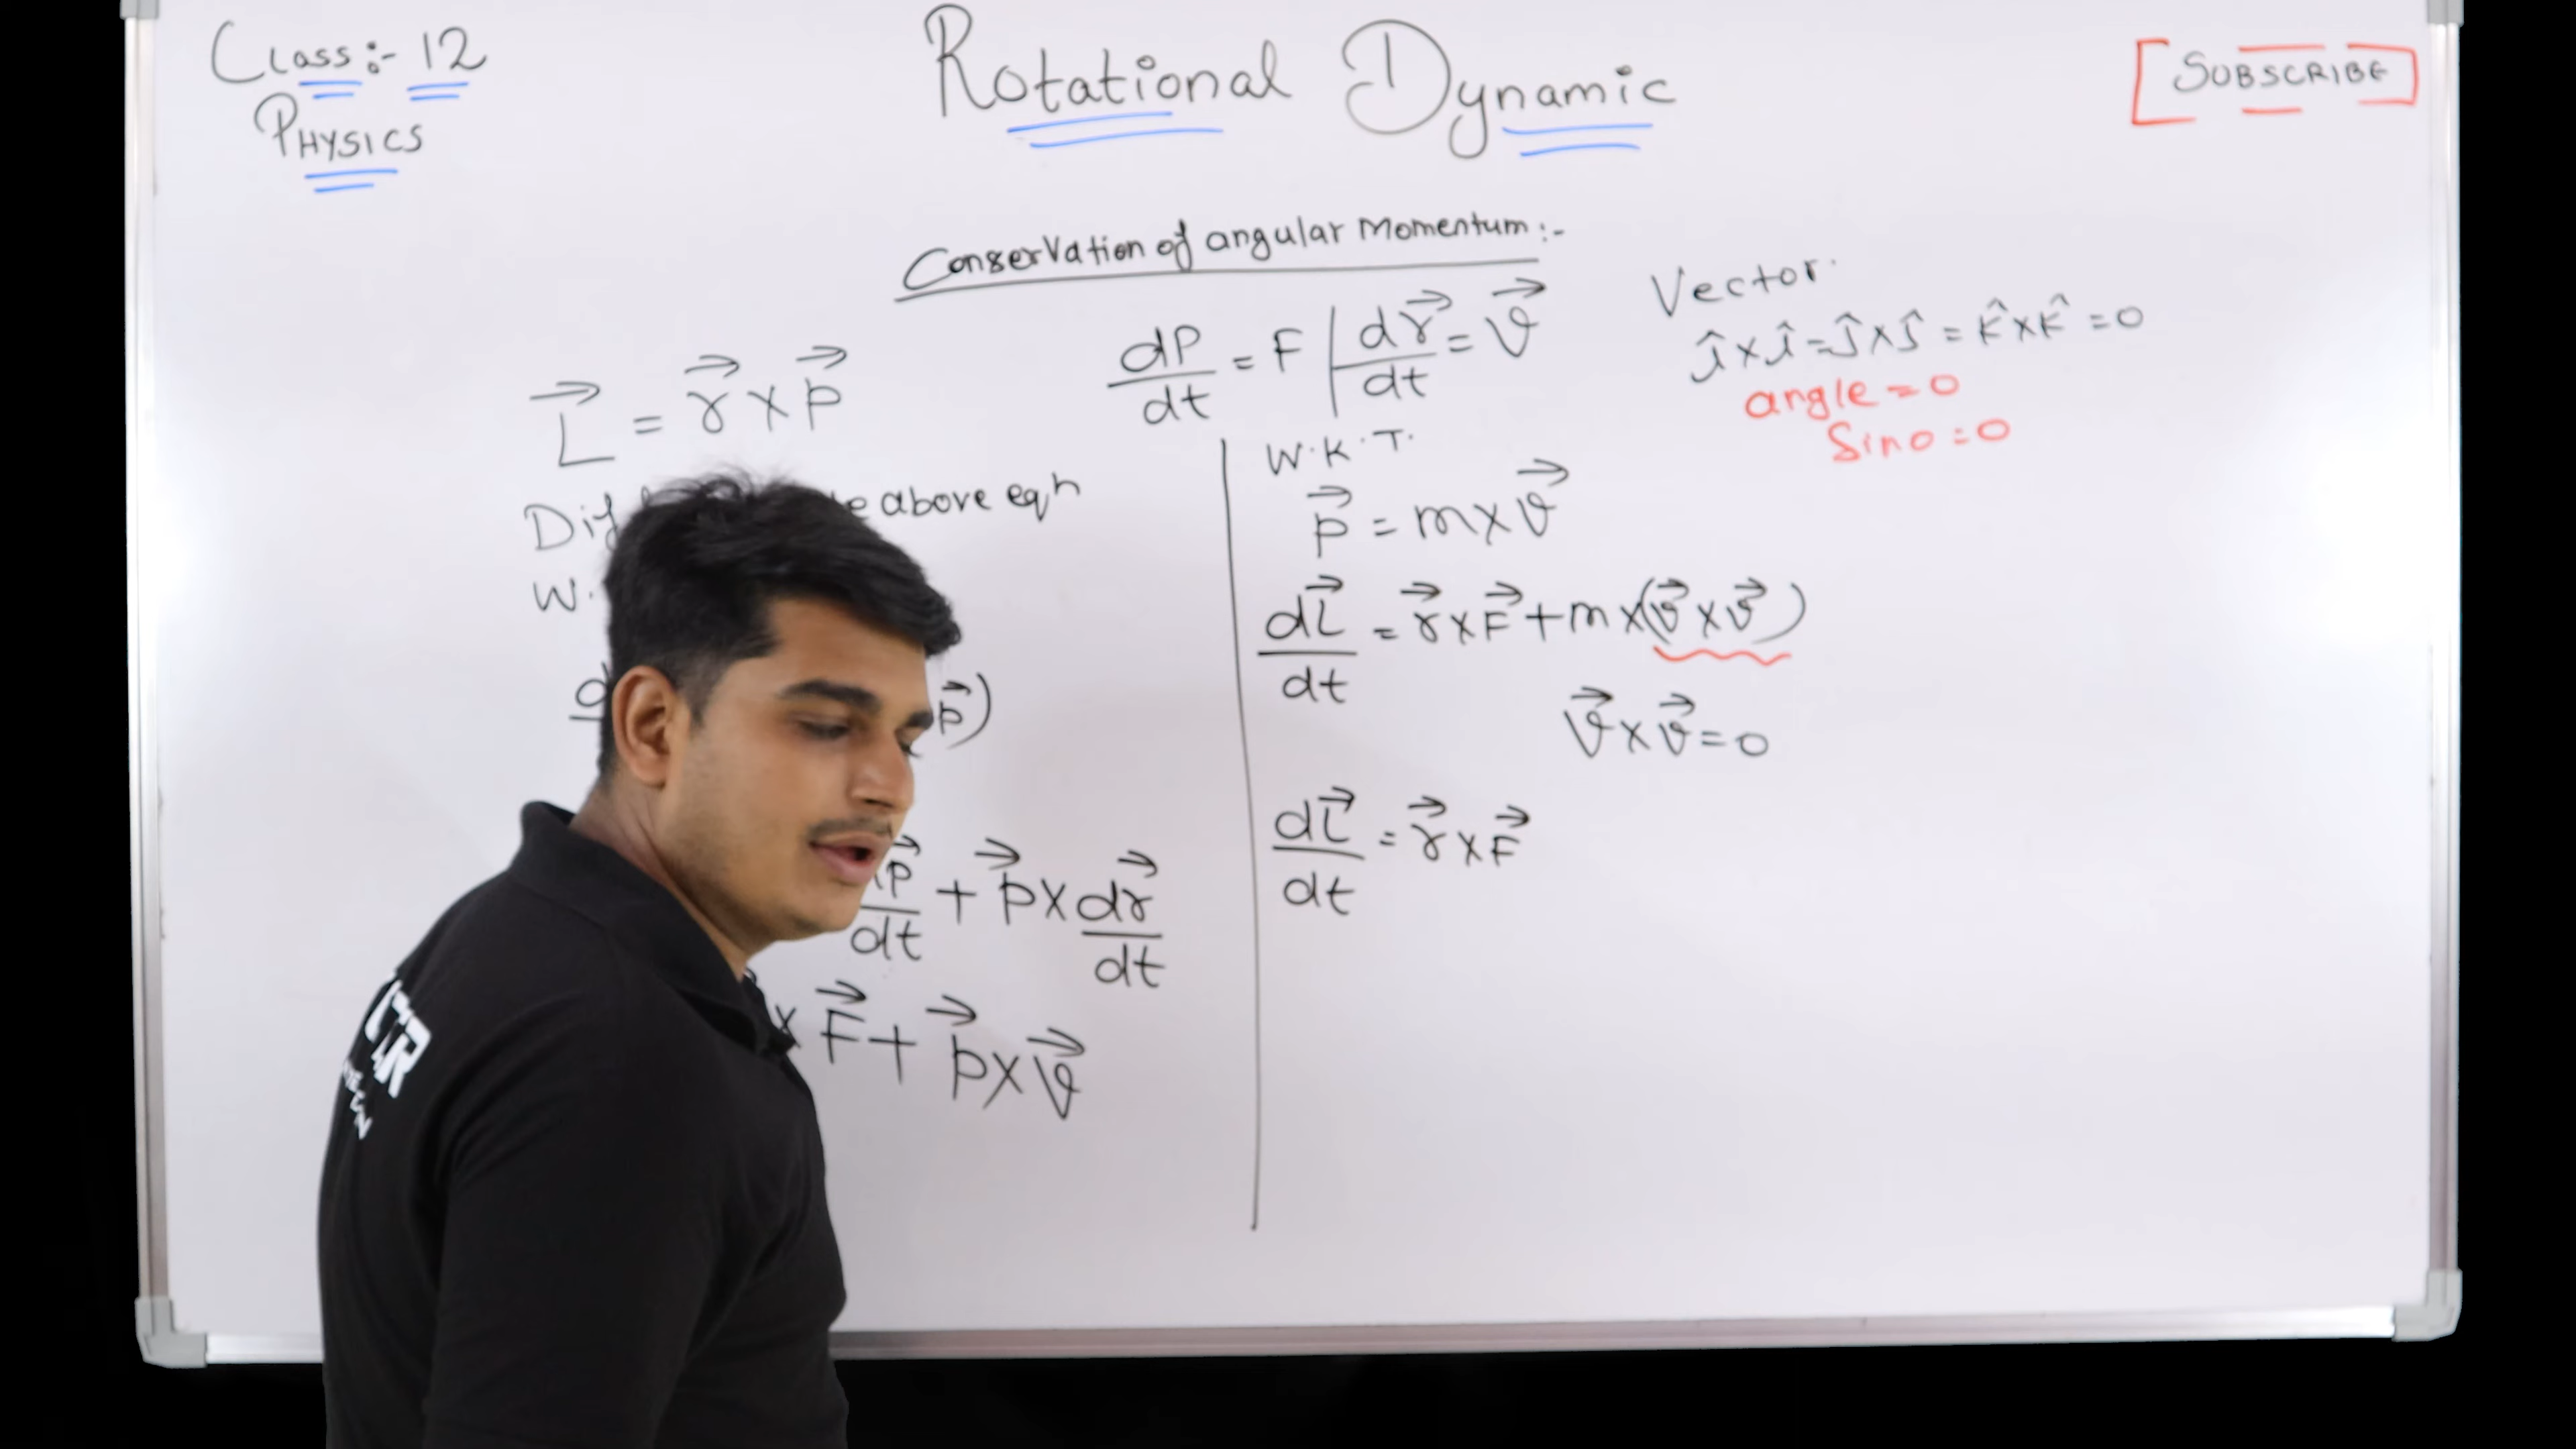 Class:- 12
PHYSICS
Rotational Dynamic
SUBSCRIBE
Conservation of angular Momentum:-
dP/dt = F | dr⃗/dt = v⃗
Vector
î×î=ĵ×ĵ=k̂×k̂=0
angle=0
Sin0=0
L⃗ = r⃗×p⃗
above eqn
W.
p⃗)
dp⃗/dt + p⃗×dr⃗/dt
×F⃗+p⃗×v⃗
W.K.T.
p⃗ = m×v⃗
dL⃗/dt = r⃗×F⃗+m×(v⃗×v⃗)
v⃗×v⃗=0
dL⃗/dt = r⃗×F⃗